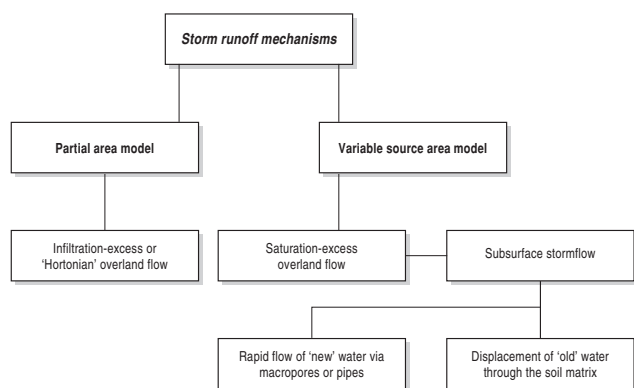 Storm runoff mechanisms
Partial area model
Variable source area model
Infiltration-excess or
‘Hortonian’ overland flow
Saturation-excess
overland flow
Subsurface stormflow
Rapid flow of ‘new’ water via
macropores or pipes
Displacement of ‘old’ water
through the soil matrix